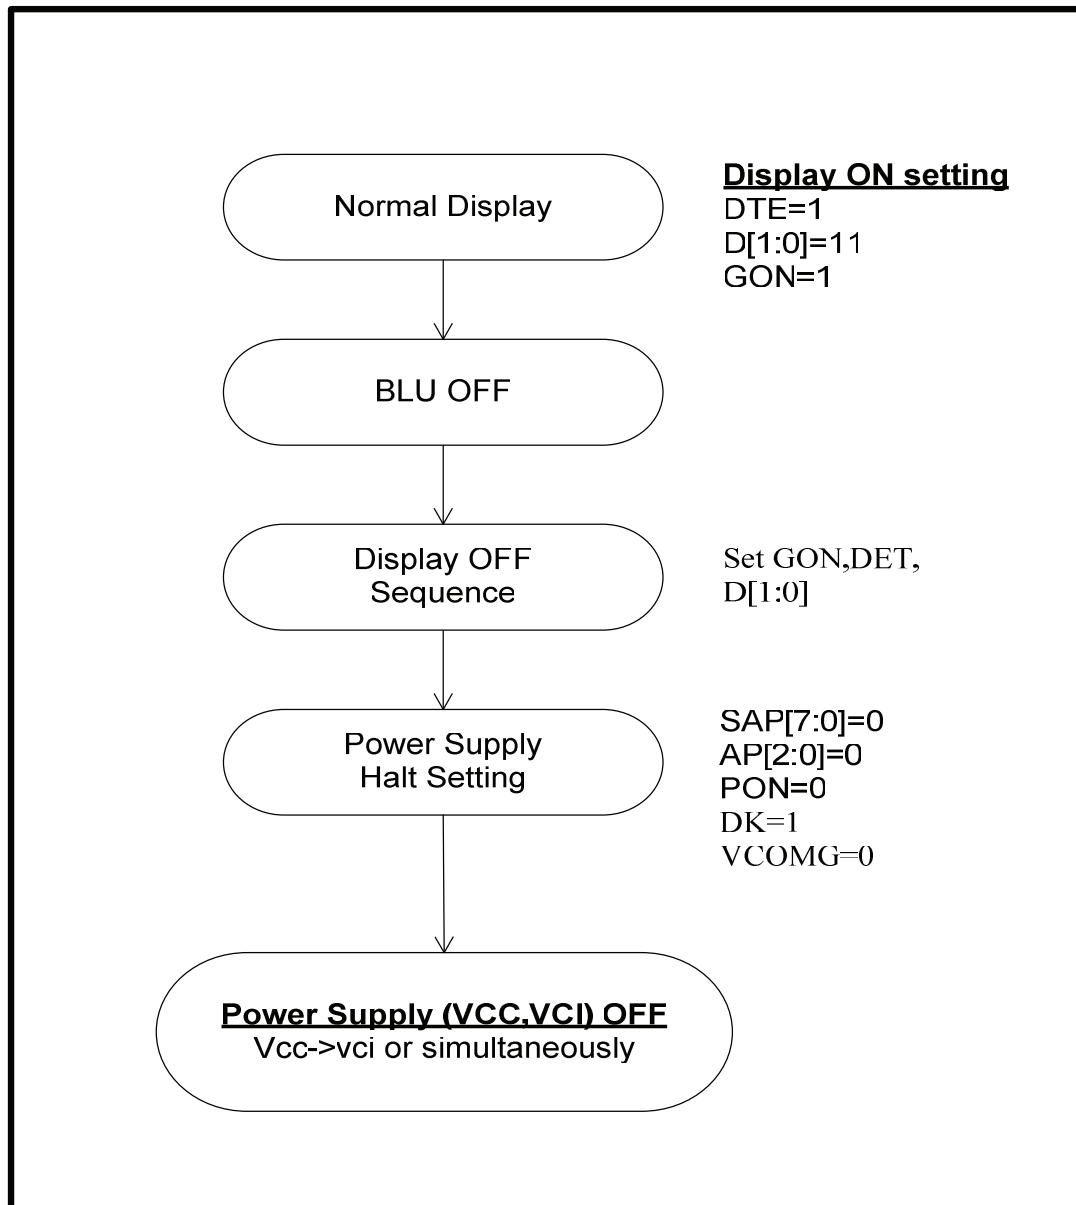 Normal Display
Display ON setting
DTE=1
D[1:0]=11
GON=1
BLU OFF
Display OFF
Sequence
Set GON,DET,
D[1:0]
Power Supply
Halt Setting
SAP[7:0]=0
AP[2:0]=0
PON=0
DK=1
VCOMG=0
Power Supply (VCC,VCI) OFF
Vcc->vci or simultaneously